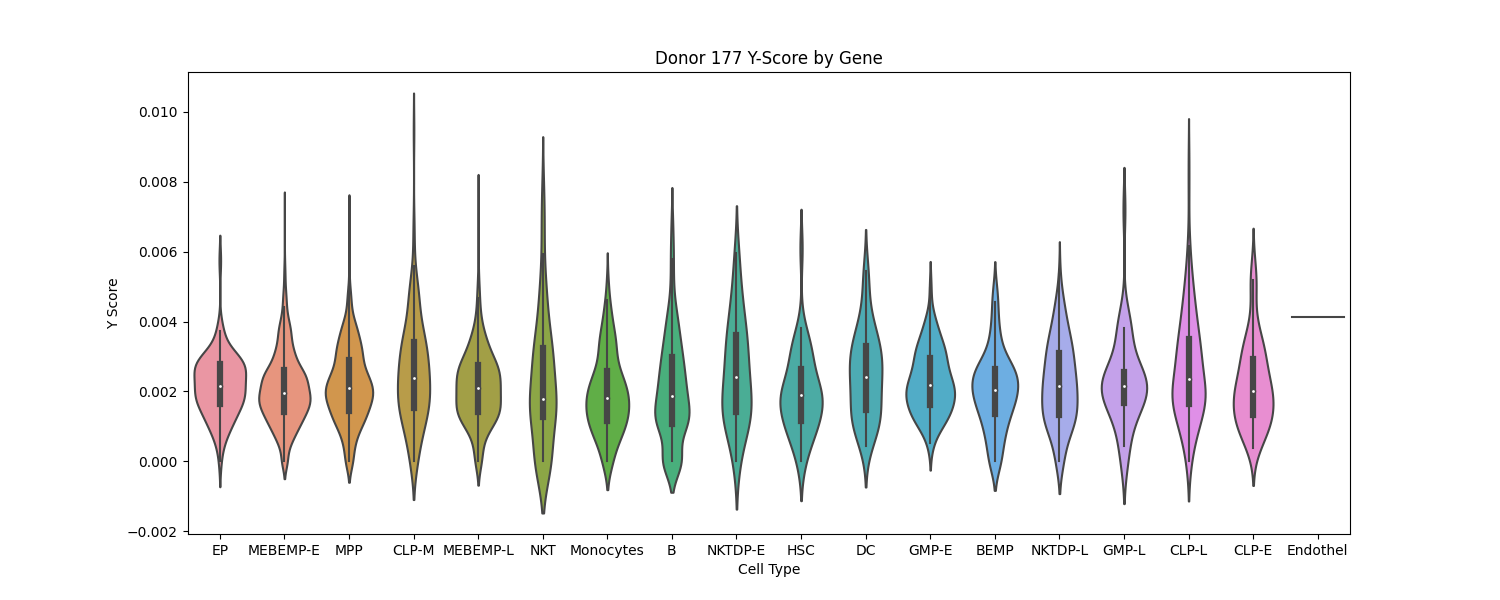 Donor 177 Y-Score by Gene
Y Score
0.010
0.008
0.006
0.004
0.002
0.000
−0.002
EP MEBEMP-E MPP CLP-M MEBEMP-L NKT Monocytes B NKTDP-E HSC DC GMP-E BEMP NKTDP-L GMP-L CLP-L CLP-E Endothel
Cell Type